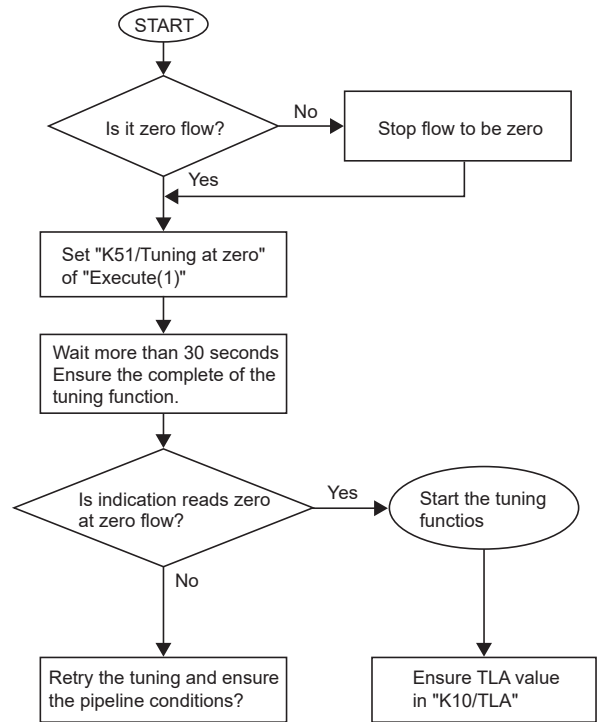 START
Is it zero flow?
No
Stop flow to be zero
Yes
Set "K51/Tuning at zero"
of "Execute(1)"
Wait more than 30 seconds
Ensure the complete of the
tuning function.
Is indication reads zero
at zero flow?
Yes
Start the tuning
functios
No
Retry the tuning and ensure
the pipeline conditions?
Ensure TLA value
in "K10/TLA"